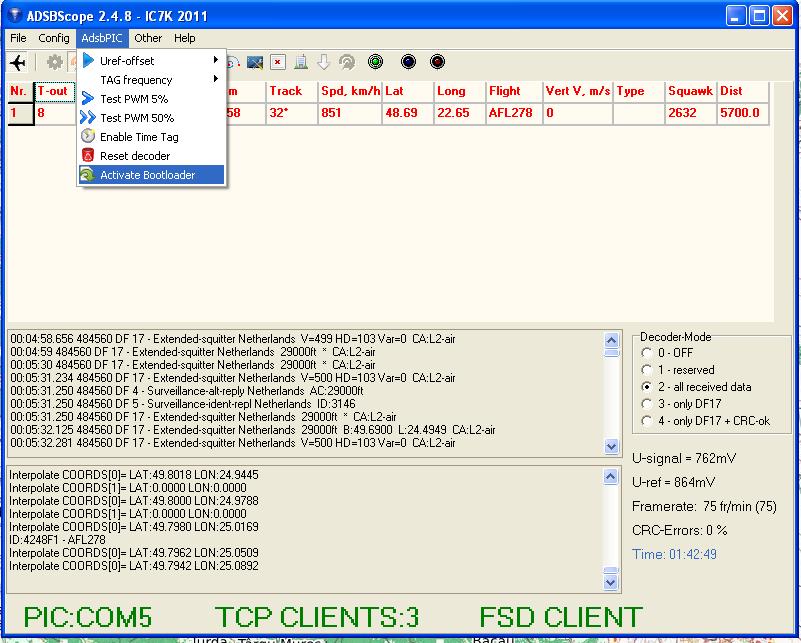 ADSBScope 2.4.8 - IC7K 2011
File Config AdsbPIC Other Help
Uref-offset
TAG frequency
Test PWM 5%
Test PWM 50%
Enable Time Tag
Reset decoder
Activate Bootloader
Nr. T-out m Track Spd, km/h Lat Long Flight Vert V, m/s Type Squawk Dist
1 8 58 32* 851 48.69 22.65 AFL278 0 2632 5700.0
00:04:58.656 484560 DF 17 - Extended-squitter Netherlands V=499 HD=103 Var=0 CA:L2-air
00:04:59 484560 DF 17 - Extended-squitter Netherlands 29000ft * CA:L2-air
00:05:30 484560 DF 17 - Extended-squitter Netherlands 29000ft * CA:L2-air
00:05:31.234 484560 DF 17 - Extended-squitter Netherlands V=500 HD=103 Var=0 CA:L2-air
00:05:31.250 484560 DF 4 - Surveillance-alt-reply Netherlands AC:29000ft
00:05:31.250 484560 DF 5 - Surveillance-ident-repl Netherlands ID:3146
00:05:31.250 484560 DF 17 - Extended-squitter Netherlands 29000ft * CA:L2-air
00:05:32.125 484560 DF 17 - Extended-squitter Netherlands 29000ft B:49.6900 L:24.4949 CA:L2-air
00:05:32.281 484560 DF 17 - Extended-squitter Netherlands V=500 HD=103 Var=0 CA:L2-air
Decoder-Mode
0 - OFF
1 - reserved
2 - all received data
3 - only DF17
4 - only DF17 + CRC-ok
Interpolate COORDS[0]= LAT:49.8018 LON:24.9445
Interpolate COORDS[1]= LAT:0.0000 LON:0.0000
Interpolate COORDS[0]= LAT:49.8000 LON:24.9788
Interpolate COORDS[1]= LAT:0.0000 LON:0.0000
Interpolate COORDS[0]= LAT:49.7980 LON:25.0169
ID:4248F1 - AFL278
Interpolate COORDS[0]= LAT:49.7962 LON:25.0509
Interpolate COORDS[0]= LAT:49.7942 LON:25.0892
U-signal = 762mV
U-ref = 864mV
Framerate: 75 fr/min (75)
CRC-Errors: 0 %
Time: 01:42:49
PIC:COM5 TCP CLIENTS:3 FSD CLIENT